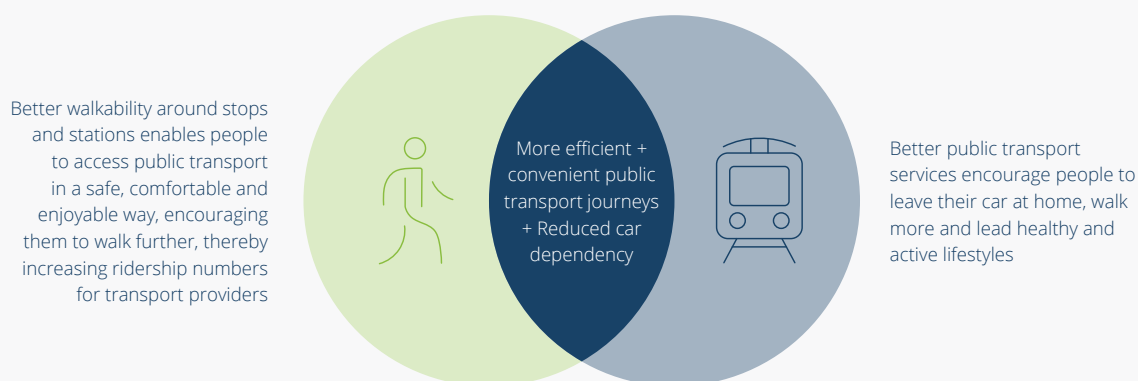 Better walkability around stops
and stations enables people
to access public transport
in a safe, comfortable and
enjoyable way, encouraging
them to walk further, thereby
increasing ridership numbers
for transport providers
More efficient +
convenient public
transport journeys
+ Reduced car
dependency
Better public transport
services encourage people to
leave their car at home, walk
more and lead healthy and
active lifestyles